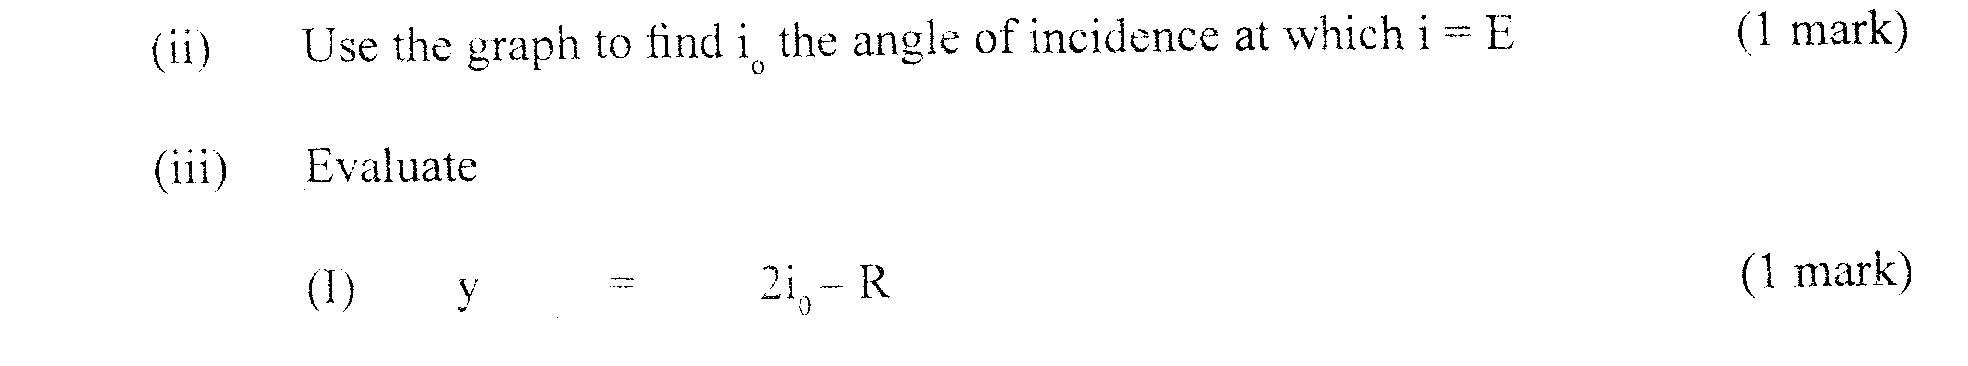 (ii) Use the graph to find i₀ the angle of incidence at which i = E (1 mark)
(iii) Evaluate
(I) y = 2i₀ – R (1 mark)